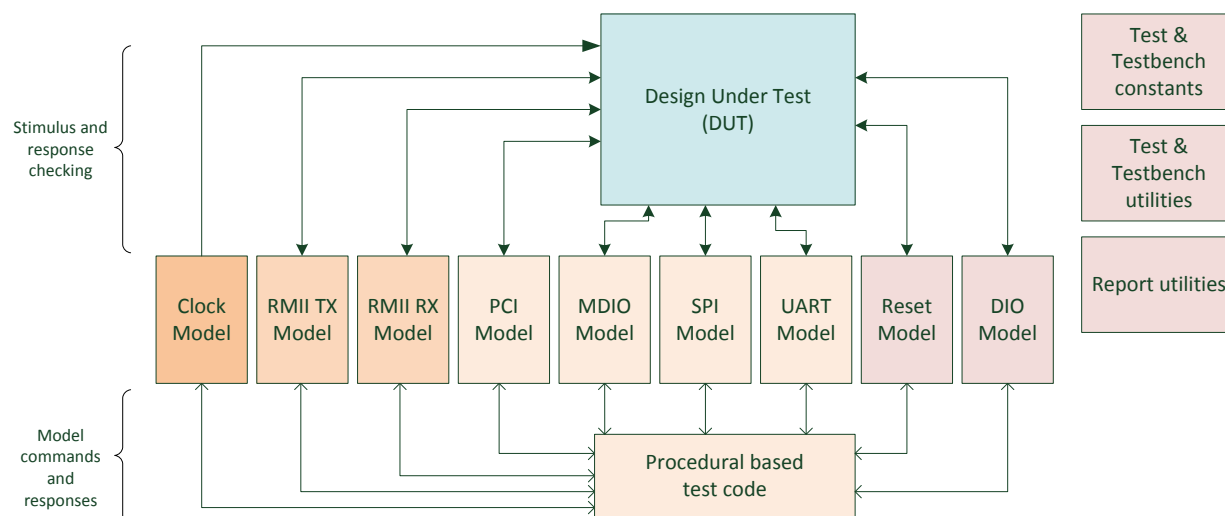 Design Under Test
(DUT)
Test &
Testbench
constants
Stimulus and
response
checking
Test &
Testbench
utilities
Clock
Model
RMII TX
Model
RMII RX
Model
PCI
Model
MDIO
Model
SPI
Model
UART
Model
Reset
Model
DIO
Model
Report utilities
Model
commands
and
responses
Procedural based
test code